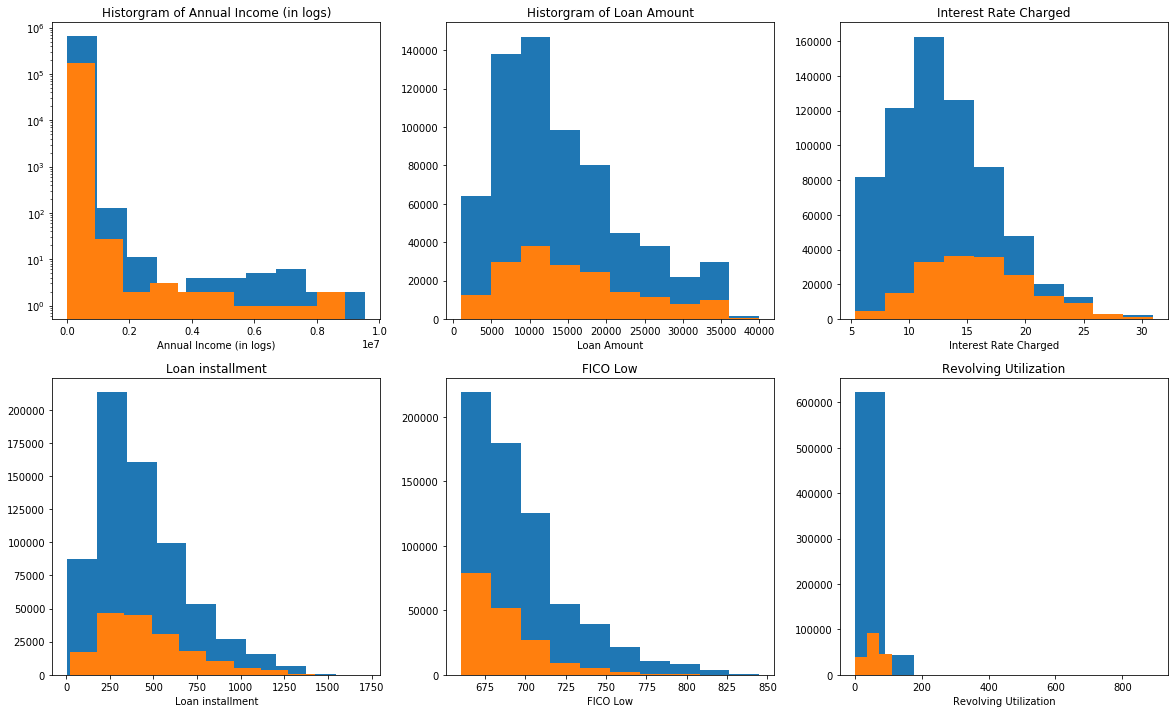 Historgram of Annual Income (in logs)
10^6
10^5
10^4
10^3
10^2
10^1
10^0
0.0 0.2 0.4 0.6 0.8 1.0
1e7
Annual Income (in logs)
Historgram of Loan Amount
140000
120000
100000
80000
60000
40000
20000
0
0 5000 10000 15000 20000 25000 30000 35000 40000
Loan Amount
Interest Rate Charged
160000
140000
120000
100000
80000
60000
40000
20000
0
5 10 15 20 25 30
Interest Rate Charged
Loan installment
200000
175000
150000
125000
100000
75000
50000
25000
0
0 250 500 750 1000 1250 1500 1750
Loan installment
FICO Low
200000
150000
100000
50000
0
675 700 725 750 775 800 825 850
FICO Low
Revolving Utilization
600000
500000
400000
300000
200000
100000
0
0 200 400 600 800
Revolving Utilization